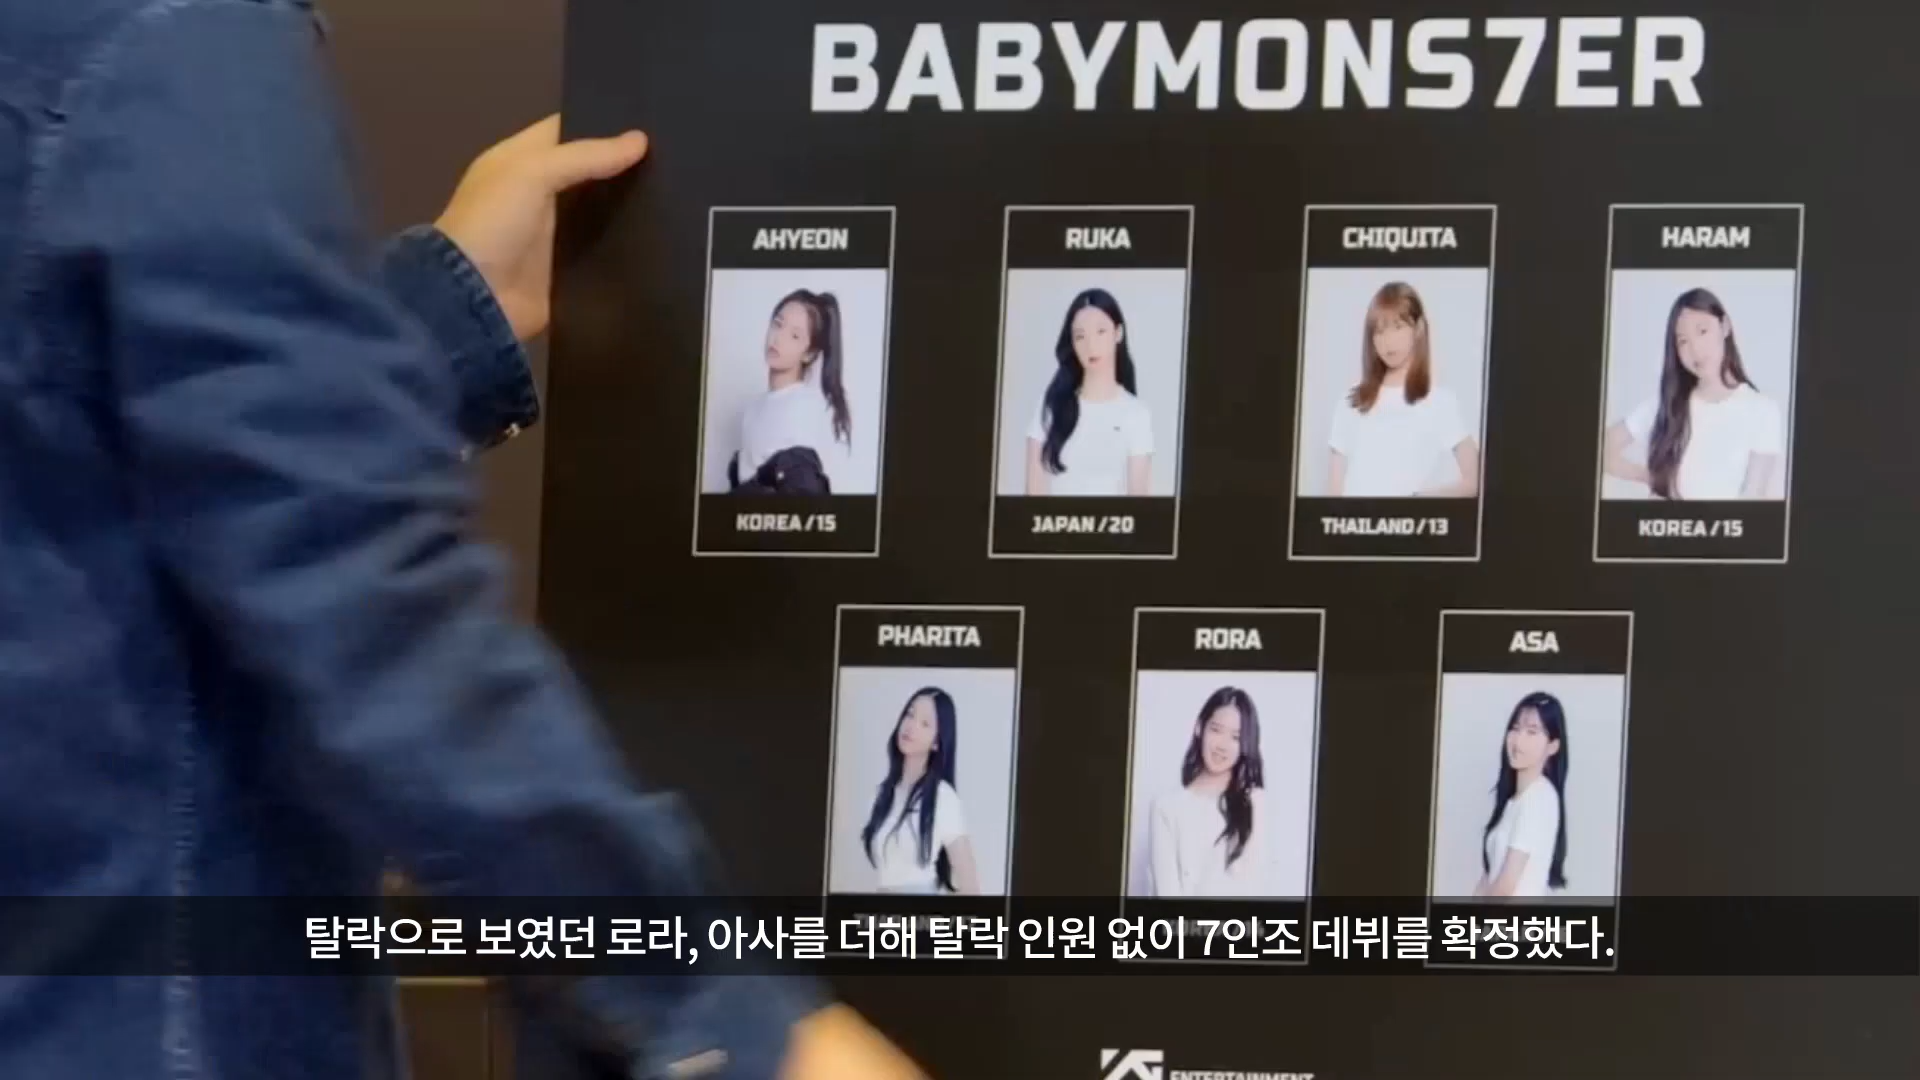 BABYMONS7ER
AHYEON
RUKA
CHIQUITA
HARAM
KOREA/15
JAPAN/20
THAILAND/13
KOREA/15
PHARITA
RORA
ASA
탈락으로 보였던 로라, 아사를 더해 탈락 인원 없이 7인조 데뷔를 확정했다.
YG ENTERTAINMENT